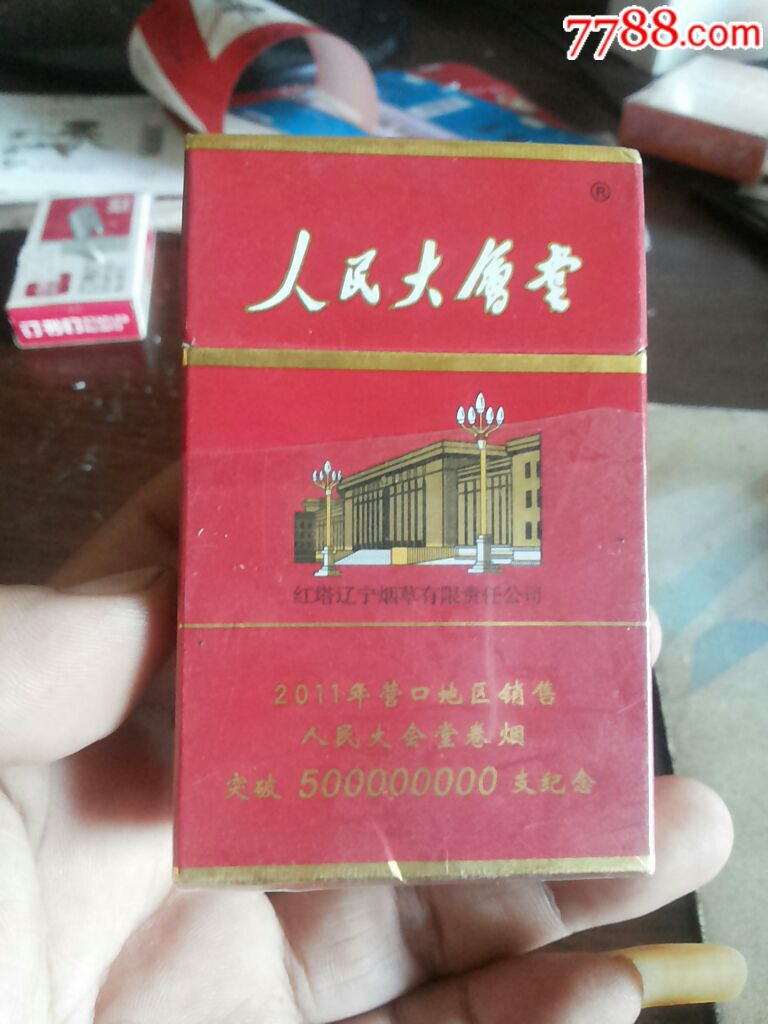 7788.com
®
人民大會堂
红塔辽宁烟草有限责任公司
2011年营口地区销售
人民大会堂卷烟
突破 500000000 支纪念